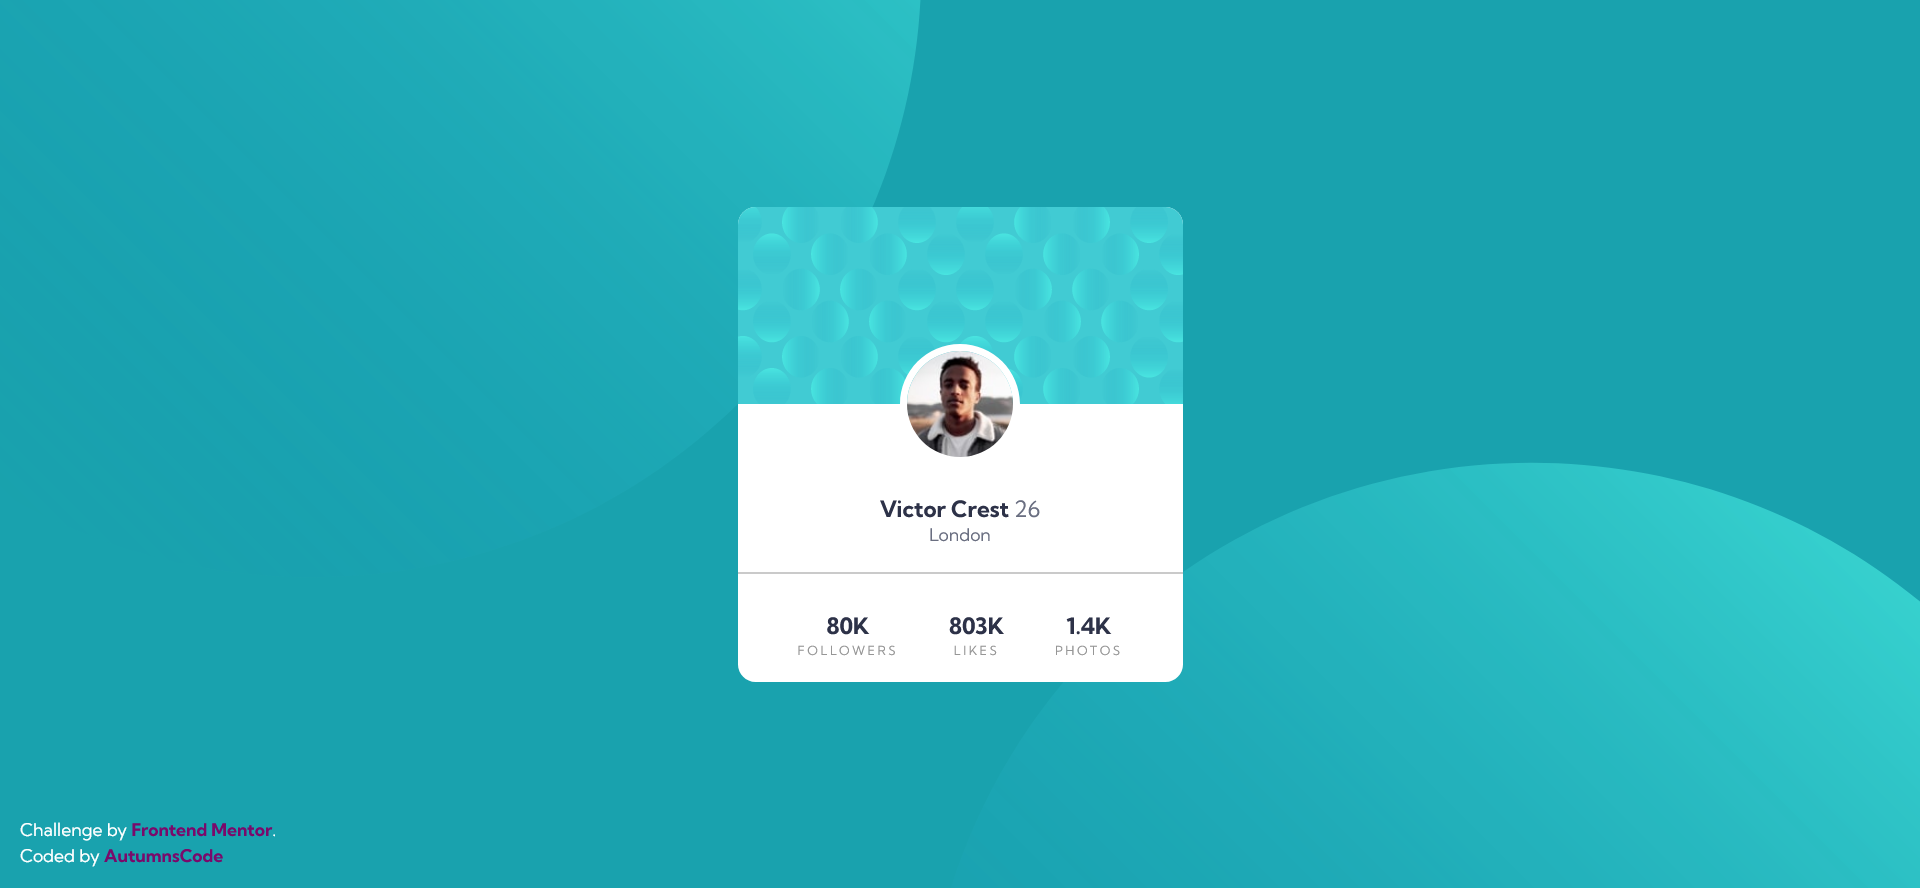 Victor Crest 26
London
80K 803K 1.4K
FOLLOWERS LIKES PHOTOS
Challenge by Frontend Mentor.
Coded by AutumnsCode